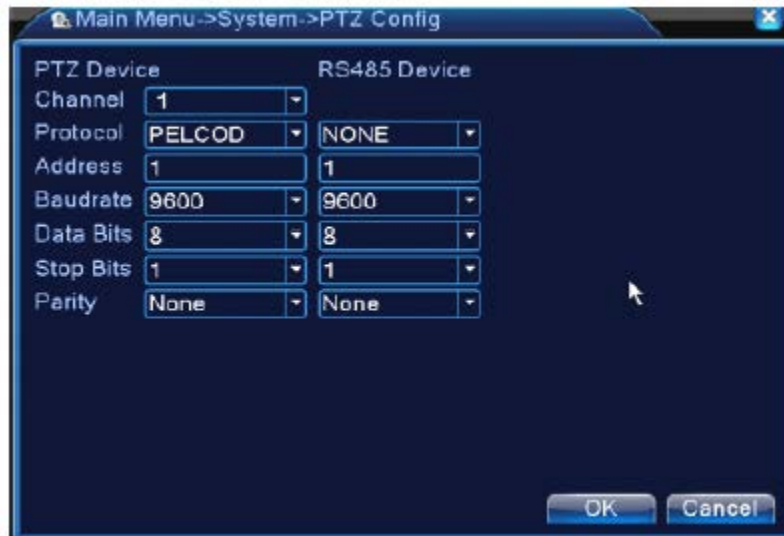 Main Menu->System->PTZ Config
PTZ Device RS485 Device
Channel 1
Protocol PELCOD NONE
Address 1 1
Baudrate 9600 9600
Data Bits 8 8
Stop Bits 1 1
Parity None None
OK Cancel